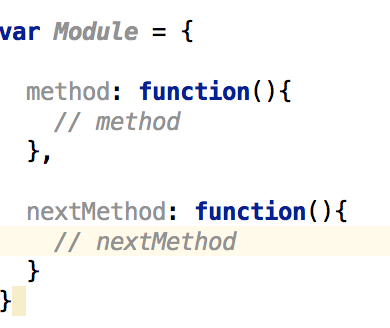 var Module = {
method: function(){
// method
},
nextMethod: function(){
// nextMethod
}
}